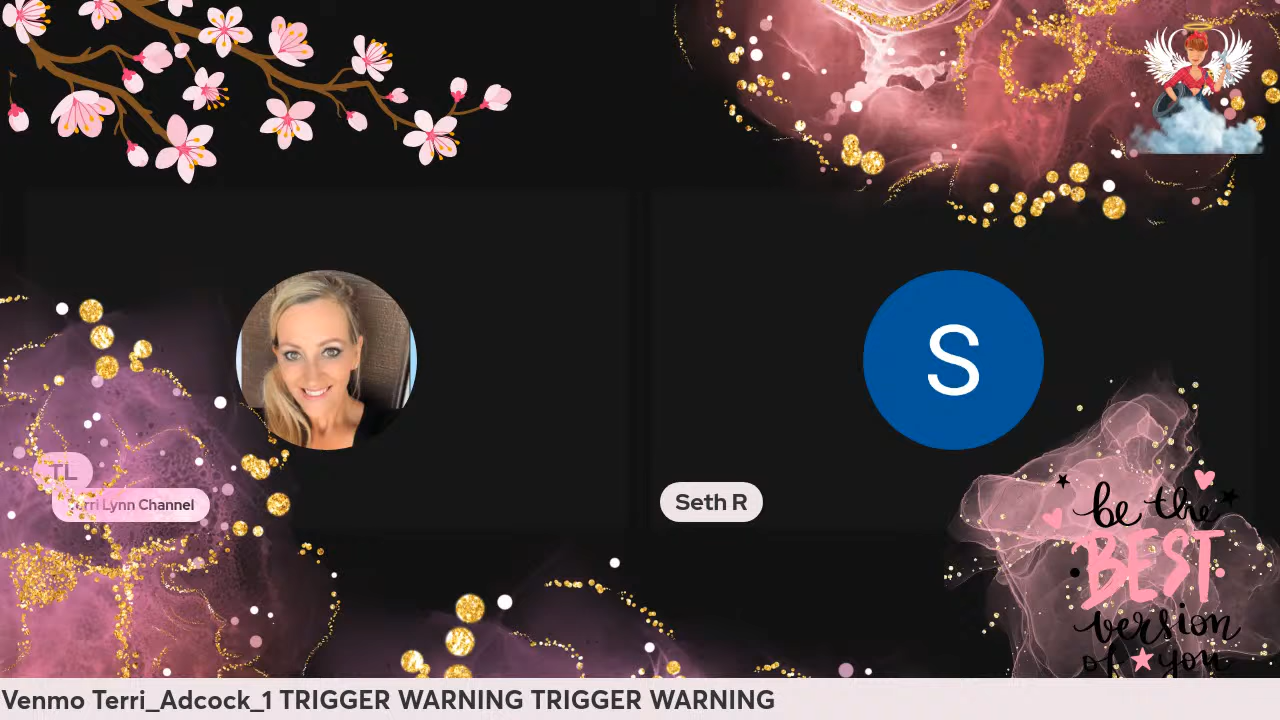 TL
rri Lynn Channel
S
Seth R
be the
BEST
version
of you
Venmo Terri_Adcock_1 TRIGGER WARNING TRIGGER WARNING